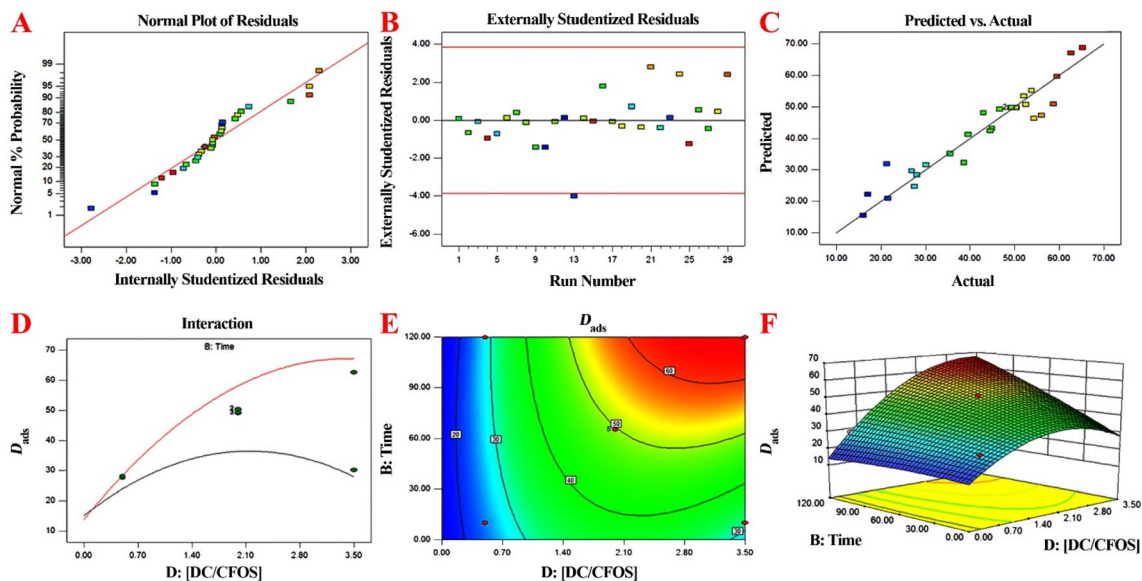 A
Normal Plot of Residuals
Normal % Probability
99
95
90
80
70
50
30
20
10
5
1
-3.00 -2.00 -1.00 0.00 1.00 2.00 3.00
Internally Studentized Residuals
B
Externally Studentized Residuals
Externally Studentized Residuals
4.00
2.00
0.00
-2.00
-4.00
-6.00
1 5 9 13 17 21 25 29
Run Number
C
Predicted vs. Actual
Predicted
70.00
60.00
50.00
40.00
30.00
20.00
10.00
2
10.00 20.00 30.00 40.00 50.00 60.00 70.00
Actual
D
Interaction
B: Time
Dads
70
60
50
40
30
20
10
0.00 0.70 1.40 2.10 2.80 3.50
D: [DC/CFOS]
E
Dads
B: Time
120.00
90.00
60.00
30.00
0.00
20
30
40
50
60
30
5
0.00 0.70 1.40 2.10 2.80 3.50
D: [DC/CFOS]
F
Dads
70
60
50
40
30
20
10
120.00
90.00
60.00
30.00
0.00
B: Time
0.00
0.70
1.40
2.10
2.80
3.50
D: [DC/CFOS]